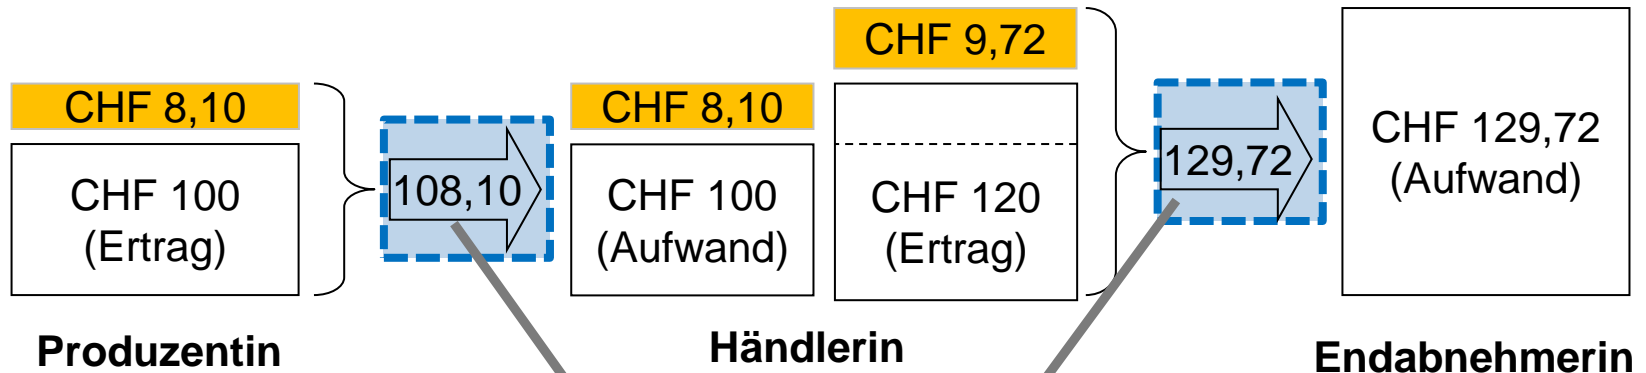 CHF 8,10
CHF 100
(Ertrag)
Produzentin
108,10
CHF 8,10
CHF 100
(Aufwand)
CHF 9,72
CHF 120
(Ertrag)
Händlerin
129,72
CHF 129,72
(Aufwand)
Endabnehmerin